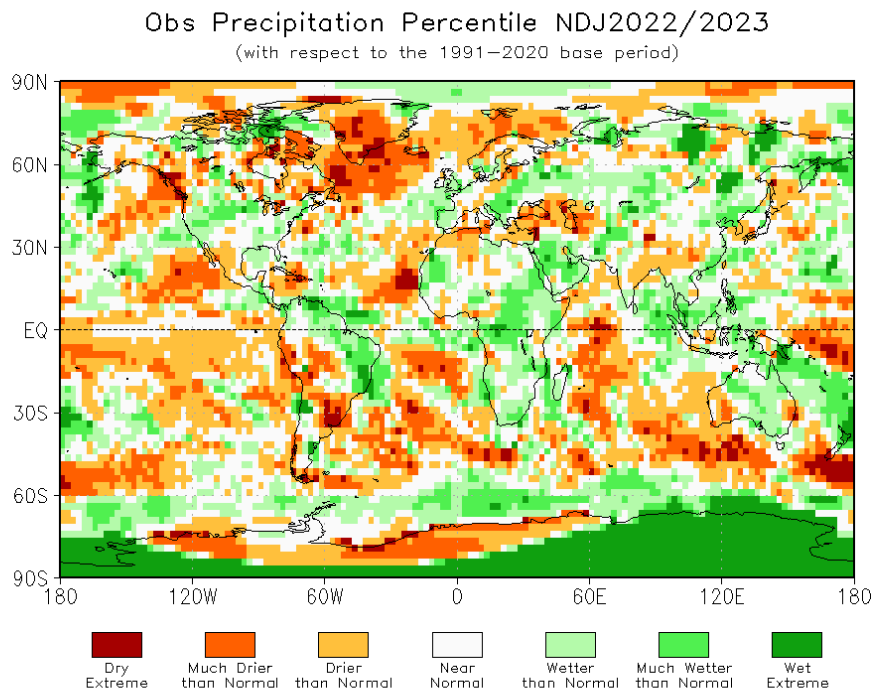 Obs Precipitation Percentile NDJ2022/2023
(with respect to the 1991–2020 base period)
90N
60N
30N
EQ
30S
60S
90S
180 120W 60W 0 60E 120E 180
Dry Extreme
Much Drier than Normal
Drier than Normal
Near Normal
Wetter than Normal
Much Wetter than Normal
Wet Extreme